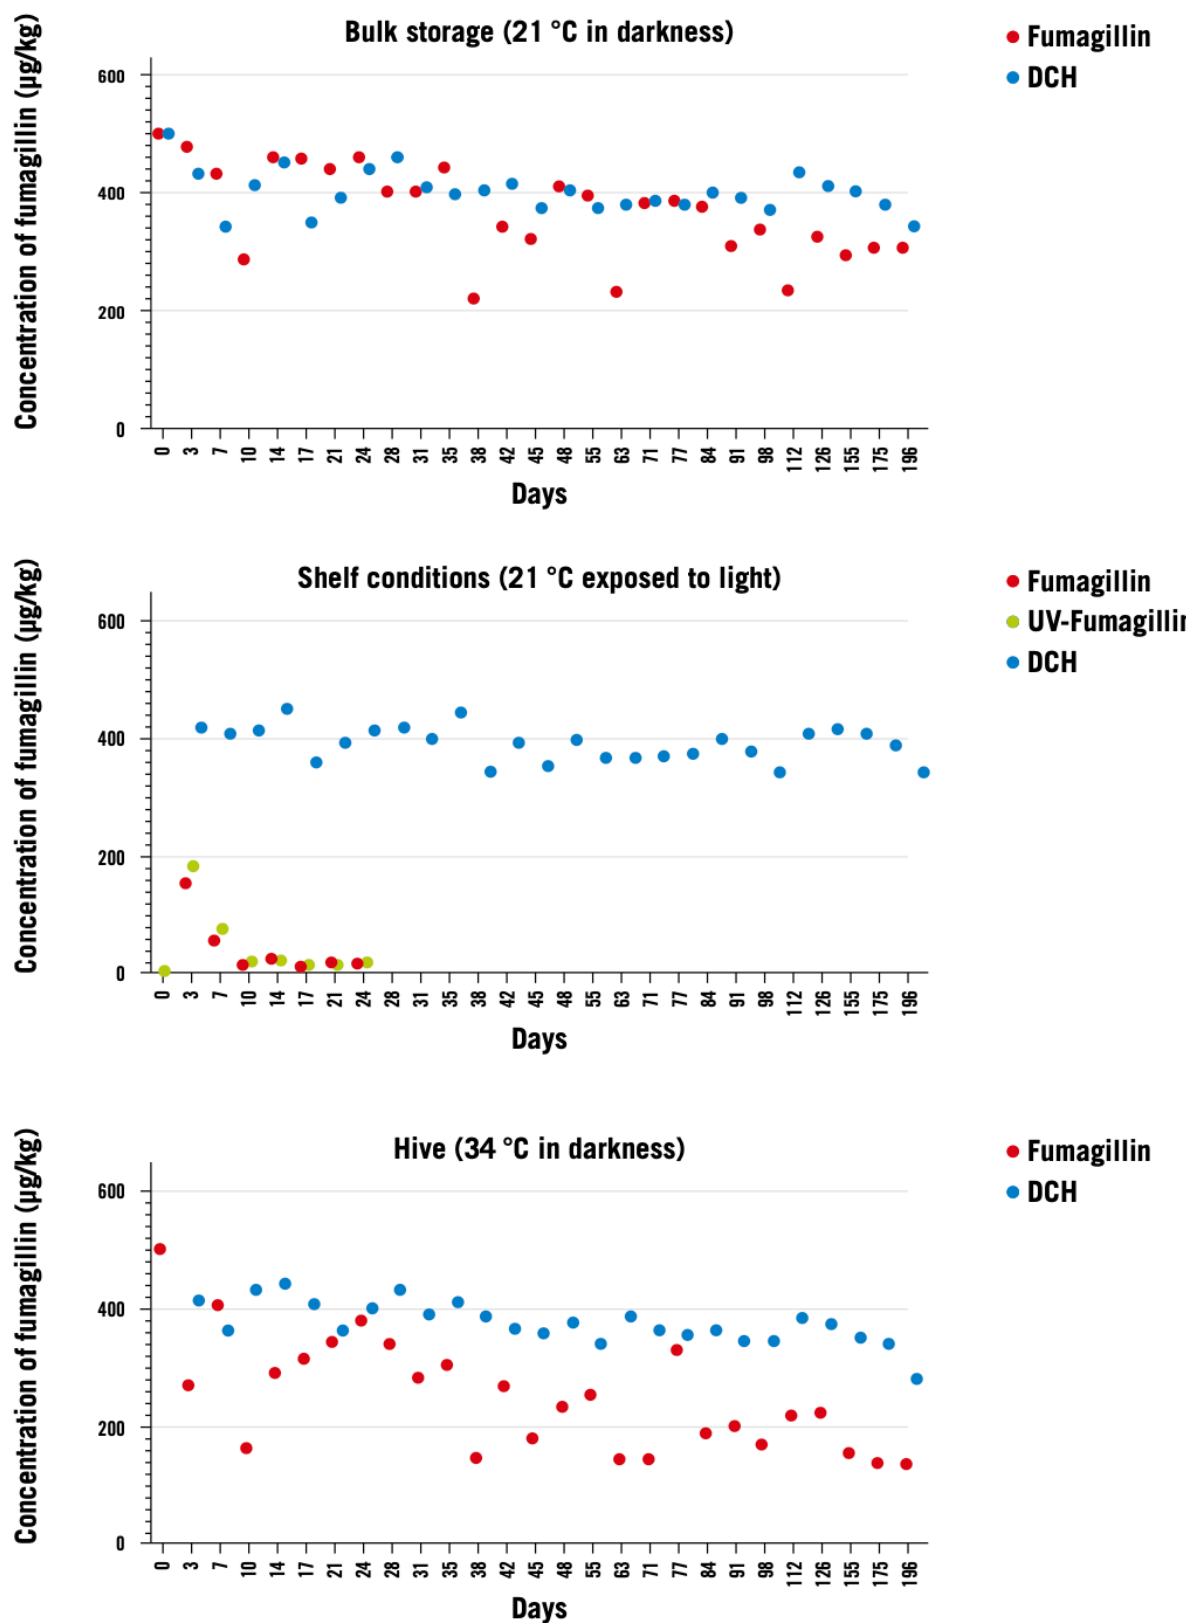 Bulk storage (21 °C in darkness)
Fumagillin
DCH
Concentration of fumagillin (µg/kg)
600
400
200
0
0 3 7 10 14 17 21 24 28 31 35 38 42 45 48 55 63 71 77 84 91 98 112 126 155 175 196
Days
Shelf conditions (21 °C exposed to light)
Fumagillin
UV-Fumagillin
DCH
Concentration of fumagillin (µg/kg)
600
400
200
0
0 3 7 10 14 17 21 24 28 31 35 38 42 45 48 55 63 71 77 84 91 98 112 126 155 175 196
Days
Hive (34 °C in darkness)
Fumagillin
DCH
Concentration of fumagillin (µg/kg)
600
400
200
0
0 3 7 10 14 17 21 24 28 31 35 38 42 45 48 55 63 71 77 84 91 98 112 126 155 175 196
Days